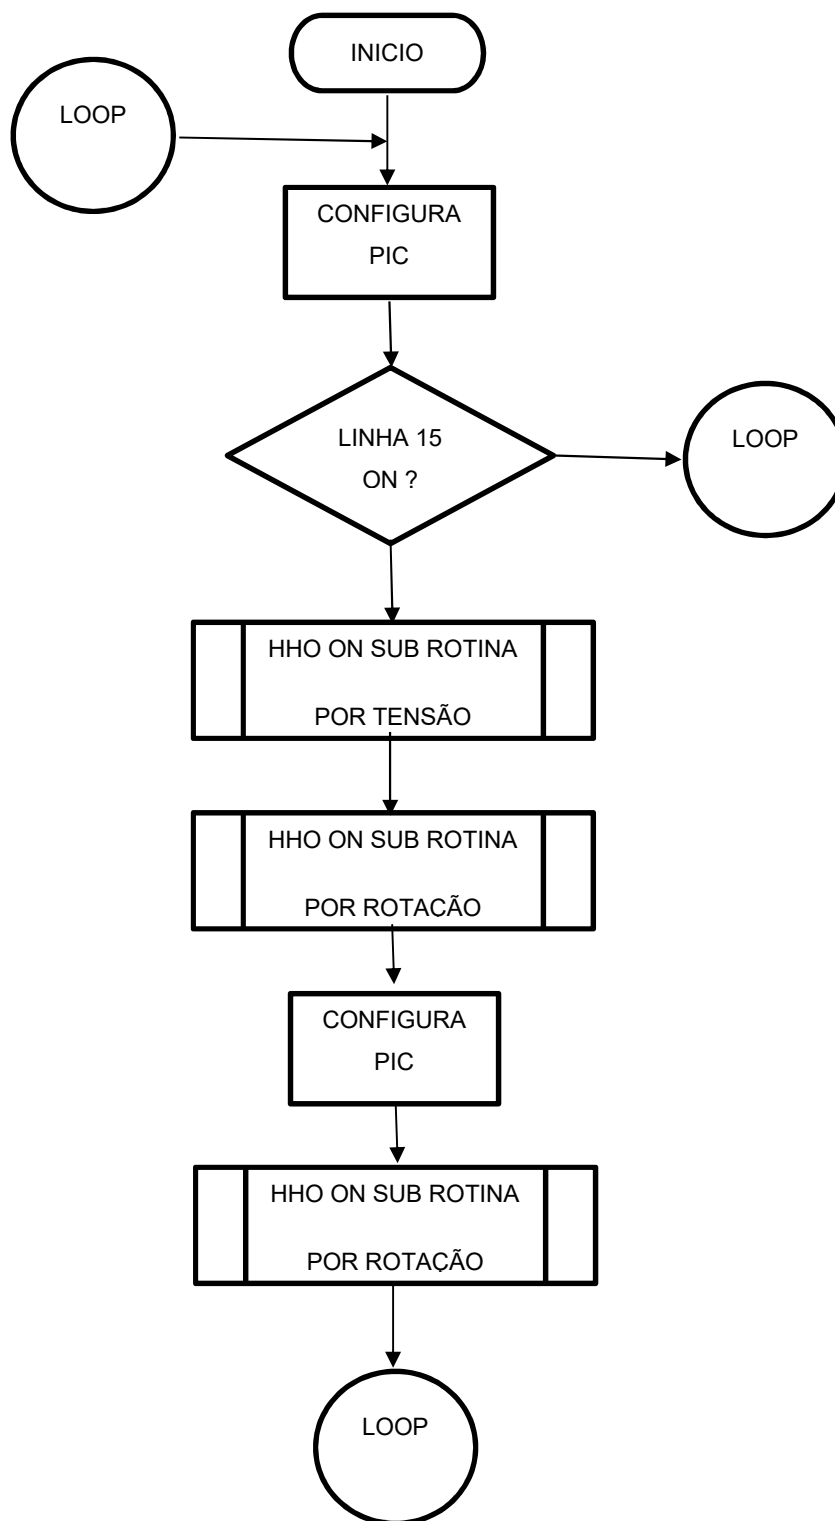 INICIO
LOOP
CONFIGURA
PIC
LINHA 15
ON ?
LOOP
HHO ON SUB ROTINA
POR TENSÃO
HHO ON SUB ROTINA
POR ROTAÇÃO
CONFIGURA
PIC
HHO ON SUB ROTINA
POR ROTAÇÃO
LOOP